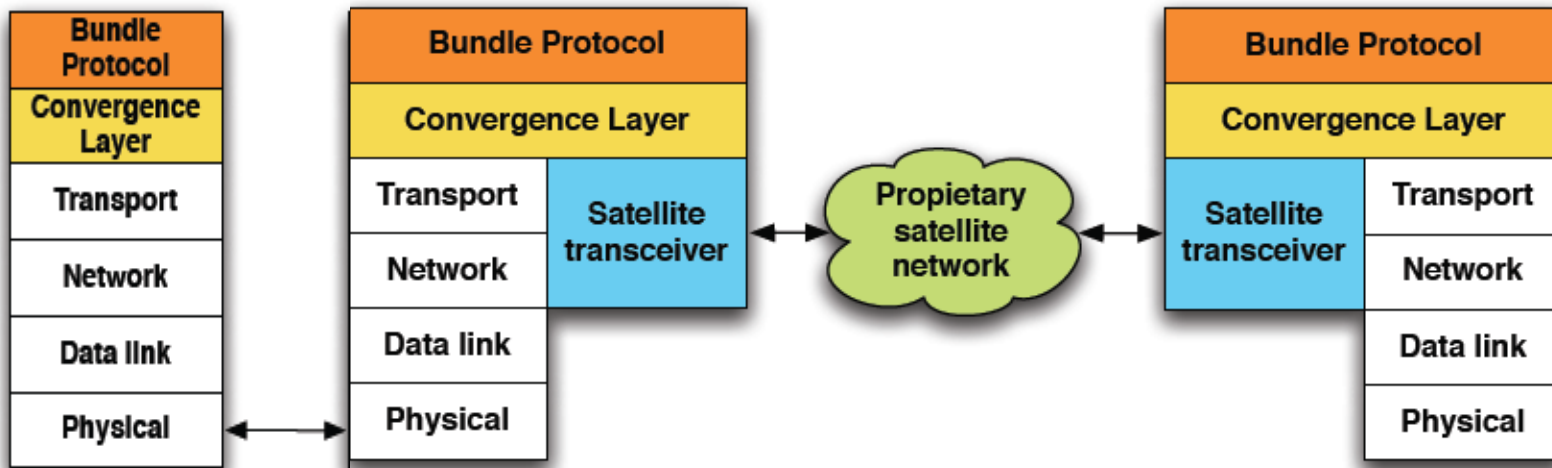 Bundle
Protocol
Convergence
Layer
Transport
Network
Data link
Physical
Bundle Protocol
Convergence Layer
Transport
Network
Data link
Physical
Satellite
transceiver
Propietary
satellite
network
Bundle Protocol
Convergence Layer
Satellite
transceiver
Transport
Network
Data link
Physical